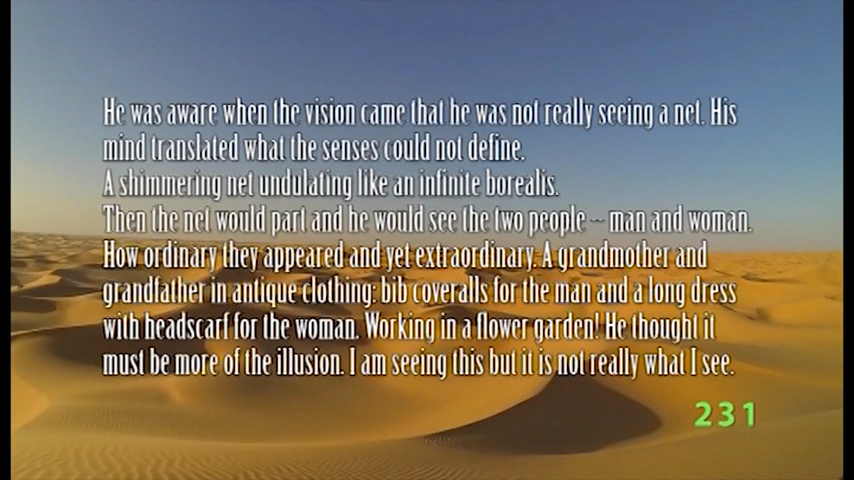 He was aware when the vision came that he was not really seeing a net. His
mind translated what the senses could not define.
A shimmering net undulating like an infinite borealis.
Then the net would part and he would see the two people -- man and woman.
How ordinary they appeared and yet extraordinary. A grandmother and
grandfather in antique clothing: bib coveralls for the man and a long dress
with headscarf for the woman. Working in a flower garden! He thought it
must be more of the illusion. I am seeing this but it is not really what I see.
231